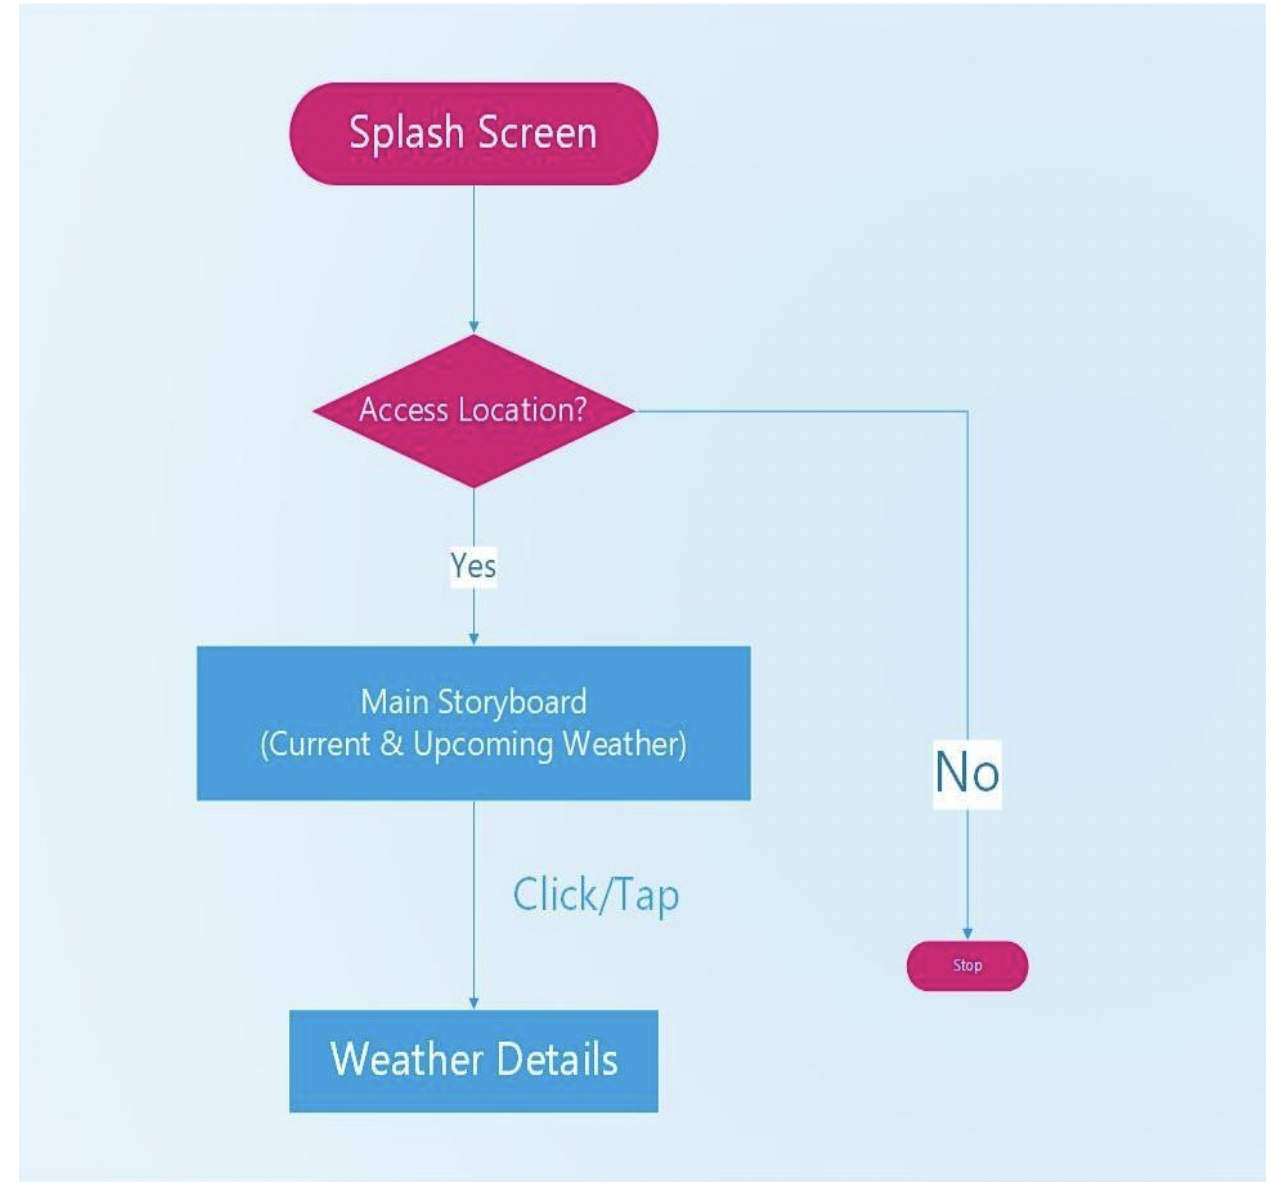 Splash Screen
Access Location?
Yes
Main Storyboard
(Current & Upcoming Weather)
No
Click/Tap
Stop
Weather Details